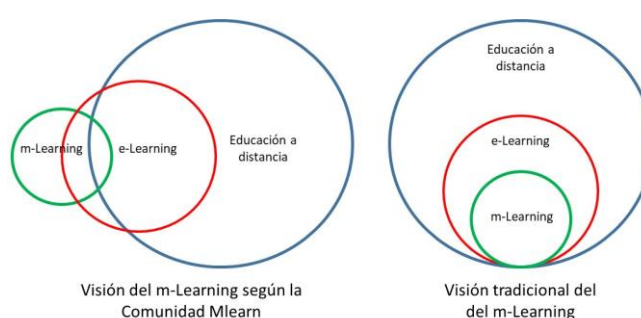 m-Learning
e-Learning
Educación a
distancia
Visión del m-Learning según la
Comunidad Mlearn
Educación a
distancia
e-Learning
m-Learning
Visión tradicional del
del m-Learning